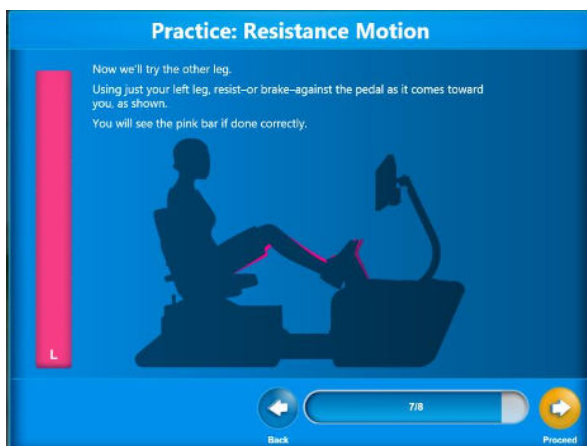 Practice: Resistance Motion
Now we'll try the other leg.
Using just your left leg, resist–or brake–against the pedal as it comes toward
you, as shown.
You will see the pink bar if done correctly.
L
7/8
Back
Proceed